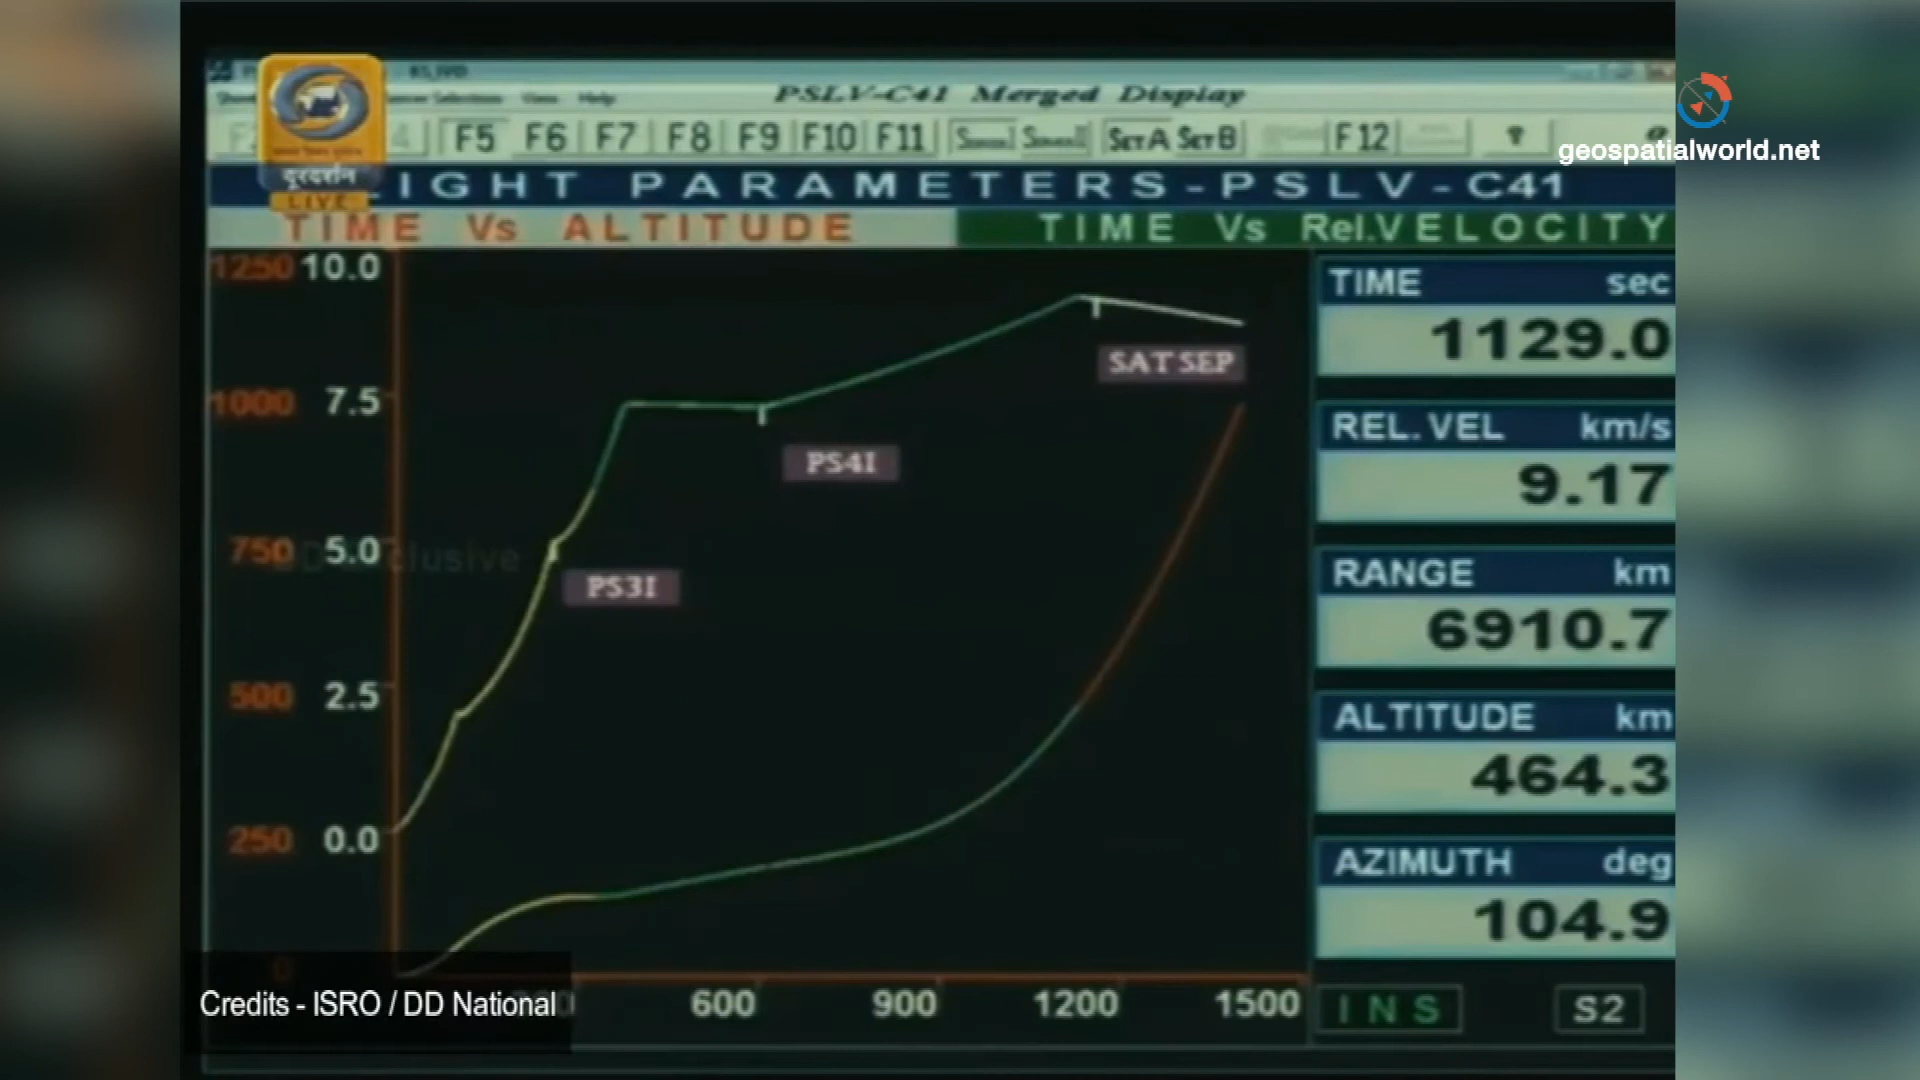 PSLV-C41 Merged Display
View Help
F5 F6 F7 F8 F9 F10 F11 SET A SET B F12
geospatialworld.net
दूरदर्शन
LIVE
IGHT PARAMETERS-PSLV-C41
TIME Vs ALTITUDE
TIME Vs Rel.VELOCITY
1250 10.0
1000 7.5
750 5.0
500 2.5
250 0.0
0
SAT SEP
PS4I
PS3I
TIME sec
1129.0
REL. VEL km/s
9.17
RANGE km
6910.7
ALTITUDE km
464.3
AZIMUTH deg
104.9
600 900 1200 1500
INS S2
Credits - ISRO / DD National